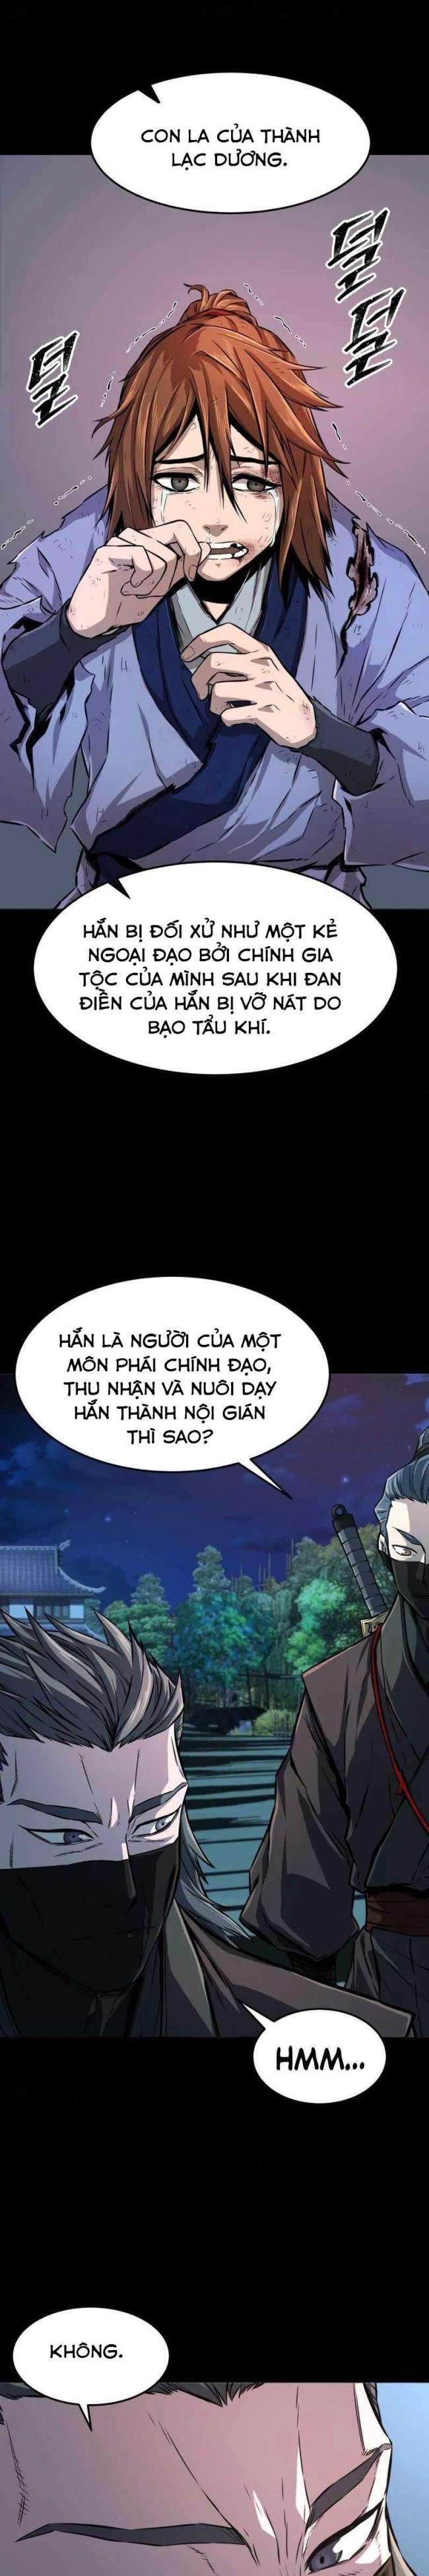 CON LA CỦA THÀNH
LẠC DƯƠNG.
덜
덜
덜
HẮN BỊ ĐỐI XỬ NHƯ MỘT KẺ
NGOẠI ĐẠO BỞI CHÍNH GIA
TỘC CỦA MÌNH SAU KHI ĐAN
ĐIỀN CỦA HẮN BỊ VỠ NÁT DO
BẠO TẨU KHÍ.
HẮN LÀ NGƯỜI CỦA MỘT
MÔN PHÁI CHÍNH ĐẠO,
THU NHẬN VÀ NUÔI DẠY
HẮN THÀNH NỘI GIÁN
THÌ SAO?
HMM...
KHÔNG.